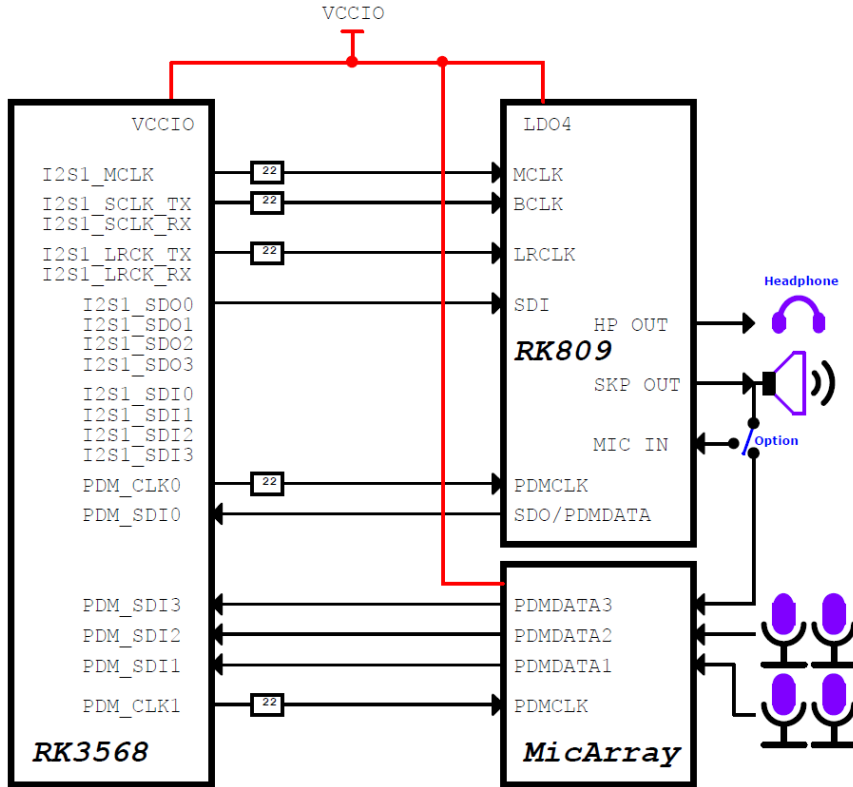 VCCIO
VCCIO
LDO4
I2S1_MCLK
22
MCLK
I2S1_SCLK_TX
22
BCLK
I2S1_SCLK_RX
I2S1_LRCK_TX
22
LRCLK
I2S1_LRCK_RX
Headphone
I2S1_SDO0
SDI
I2S1_SDO1
HP OUT
I2S1_SDO2
RK809
I2S1_SDO3
SKP OUT
I2S1_SDI0
I2S1_SDI1
I2S1_SDI2
MIC IN
Option
I2S1_SDI3
PDM_CLK0
22
PDMCLK
PDM_SDI0
SDO/PDMDATA
PDM_SDI3
PDMDATA3
PDM_SDI2
PDMDATA2
PDM_SDI1
PDMDATA1
PDM_CLK1
22
PDMCLK
RK3568
MicArray